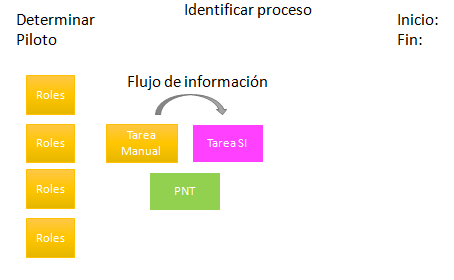 Identificar proceso
Determinar
Piloto
Inicio:
Fin:
Flujo de información
Roles
Roles
Tarea
Manual
Tarea SI
Roles
PNT
Roles